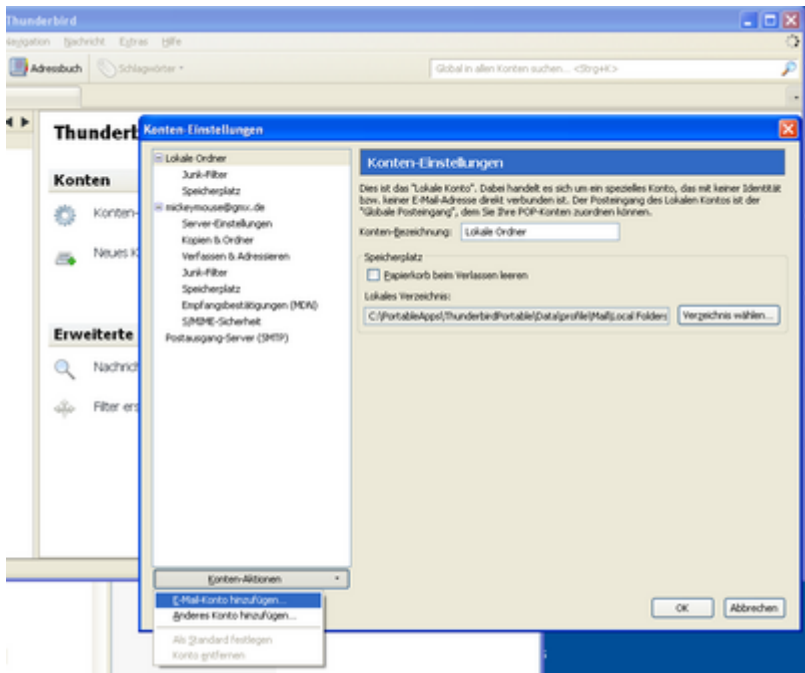 Thunderbird
Navigation Nachricht Extras Hilfe
Adressbuch Schlagwörter
Global in allen Konten suchen... <Strg+K>
Thunderb
Konten
Konten-
Neues K
Erweiterte
Nachrich
Filter ers
Konten-Einstellungen
Lokale Ordner
Junk-Filter
Speicherplatz
mickeymouse@gmx.de
Server-Einstellungen
Kopien & Ordner
Verfassen & Adressieren
Junk-Filter
Speicherplatz
Empfangsbestätigungen (MDN)
S/MIME-Sicherheit
Postausgang-Server (SMTP)
Konten-Aktionen
E-Mail-Konto hinzufügen...
Anderes Konto hinzufügen...
Als Standard festlegen
Konto entfernen
Konten-Einstellungen
Dies ist das "Lokale Konto". Dabei handelt es sich um ein spezielles Konto, das mit keiner Identität
bzw. keiner E-Mail-Adresse direkt verbunden ist. Der Posteingang des Lokalen Kontos ist der
"Globale Posteingang", dem Sie Ihre POP-Konten zuordnen können.
Konten-Bezeichnung: Lokale Ordner
Speicherplatz
Papierkorb beim Verlassen leeren
Lokales Verzeichnis:
C:\PortableApps\ThunderbirdPortable\Data\profile\Mail\Local Folders Verzeichnis wählen...
OK Abbrechen